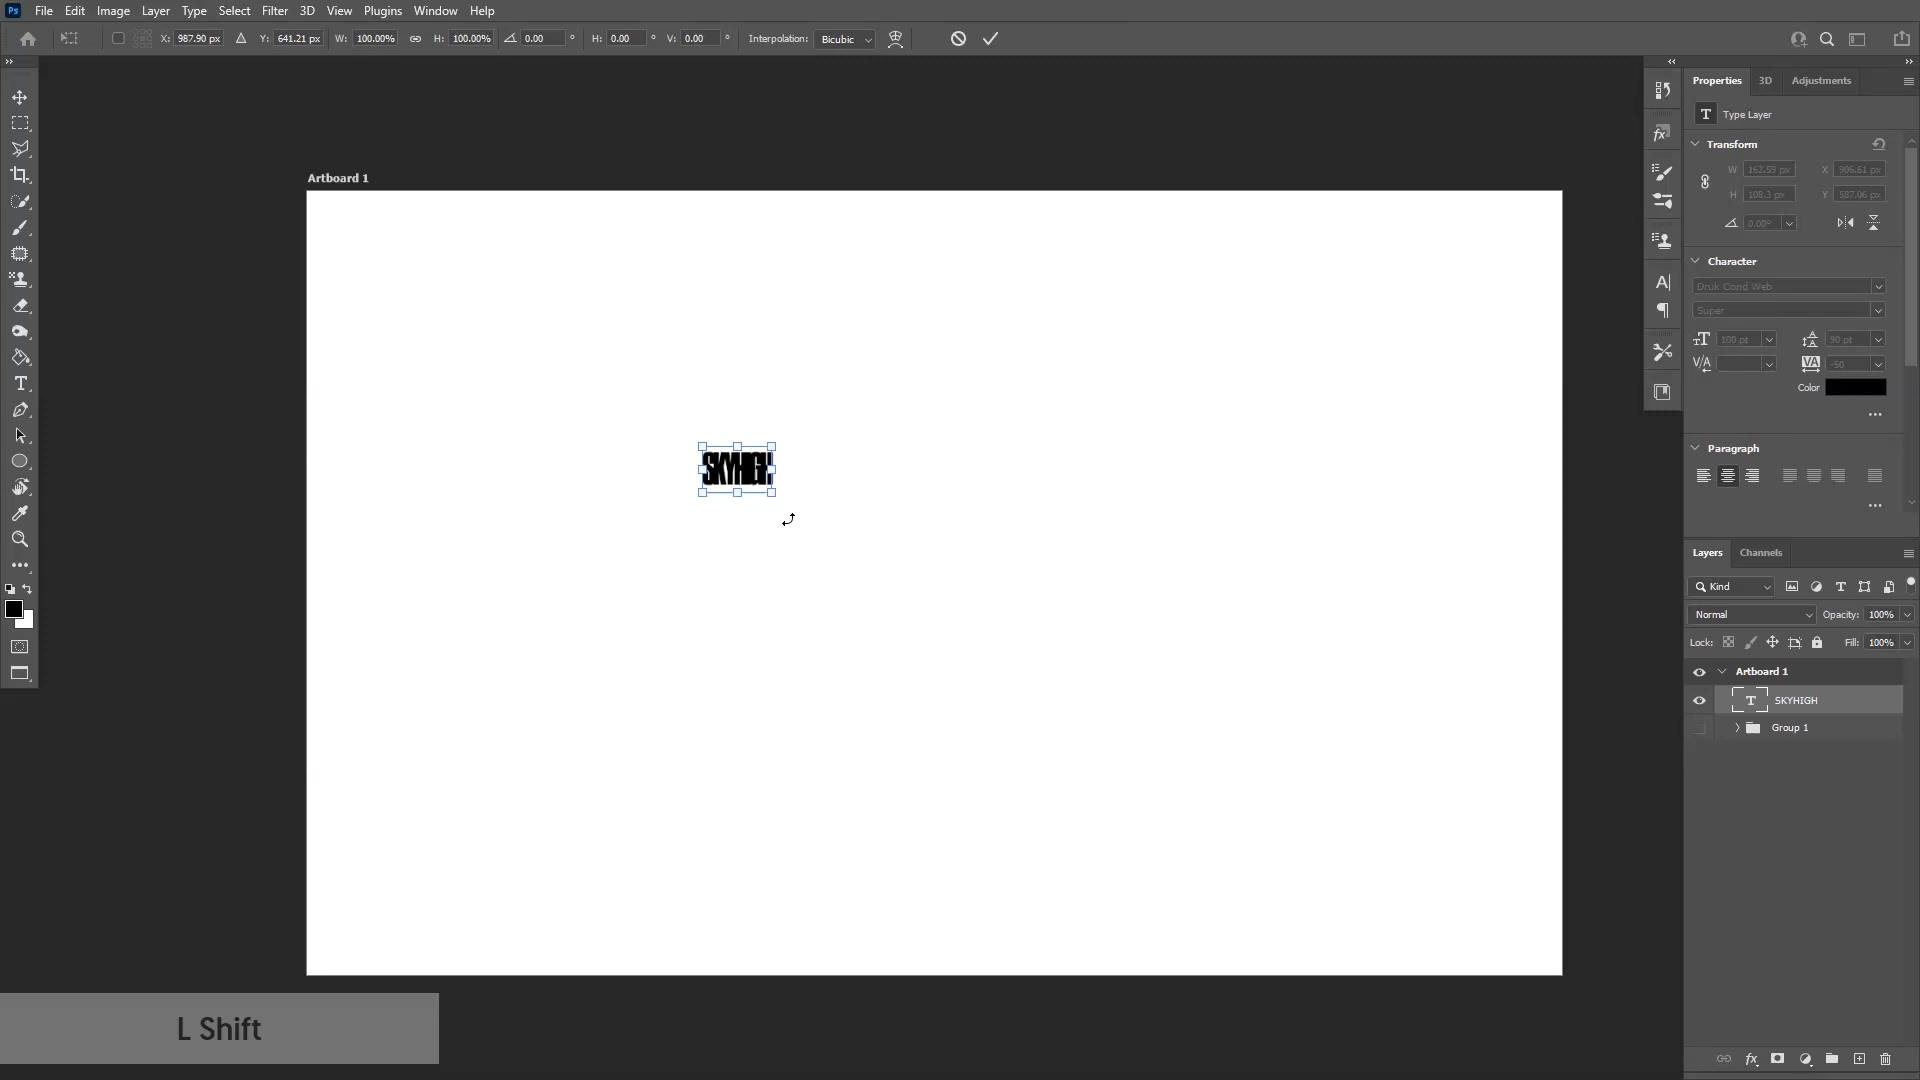 Ps File Edit Image Layer Type Select Filter 3D View Plugins Window Help
X: 987.90 px Y: 641.21 px W: 100.00% H: 100.00% 0.00 ° H: 0.00 ° V: 0.00 ° Interpolation: Bicubic
Properties 3D Adjustments
T Type Layer
Transform
W 162.59 px X 906.61 px
H 108.3 px Y 587.06 px
0.00°
Character
Druk Cond Web
Super
100 pt 90 pt
-50
Color
Paragraph
Artboard 1
SKYHIGH
Layers Channels
Kind
Normal Opacity: 100%
Lock: Fill: 100%
Artboard 1
T SKYHIGH
Group 1
L Shift